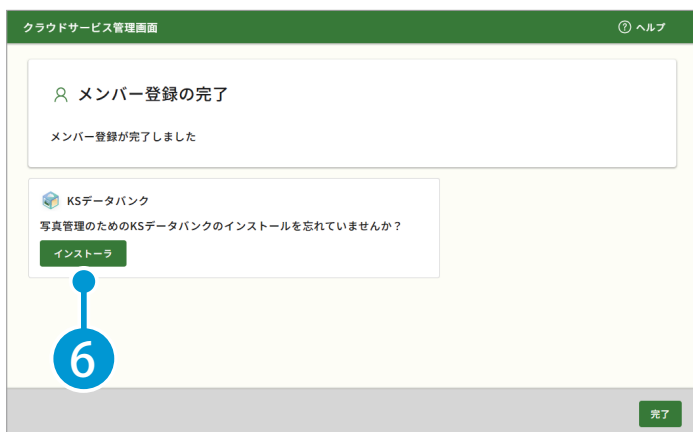 クラウドサービス管理画面
? ヘルプ
メンバー登録の完了
メンバー登録が完了しました
KSデータバンク
写真管理のためのKSデータバンクのインストールを忘れていませんか？
インストーラ
6
完了